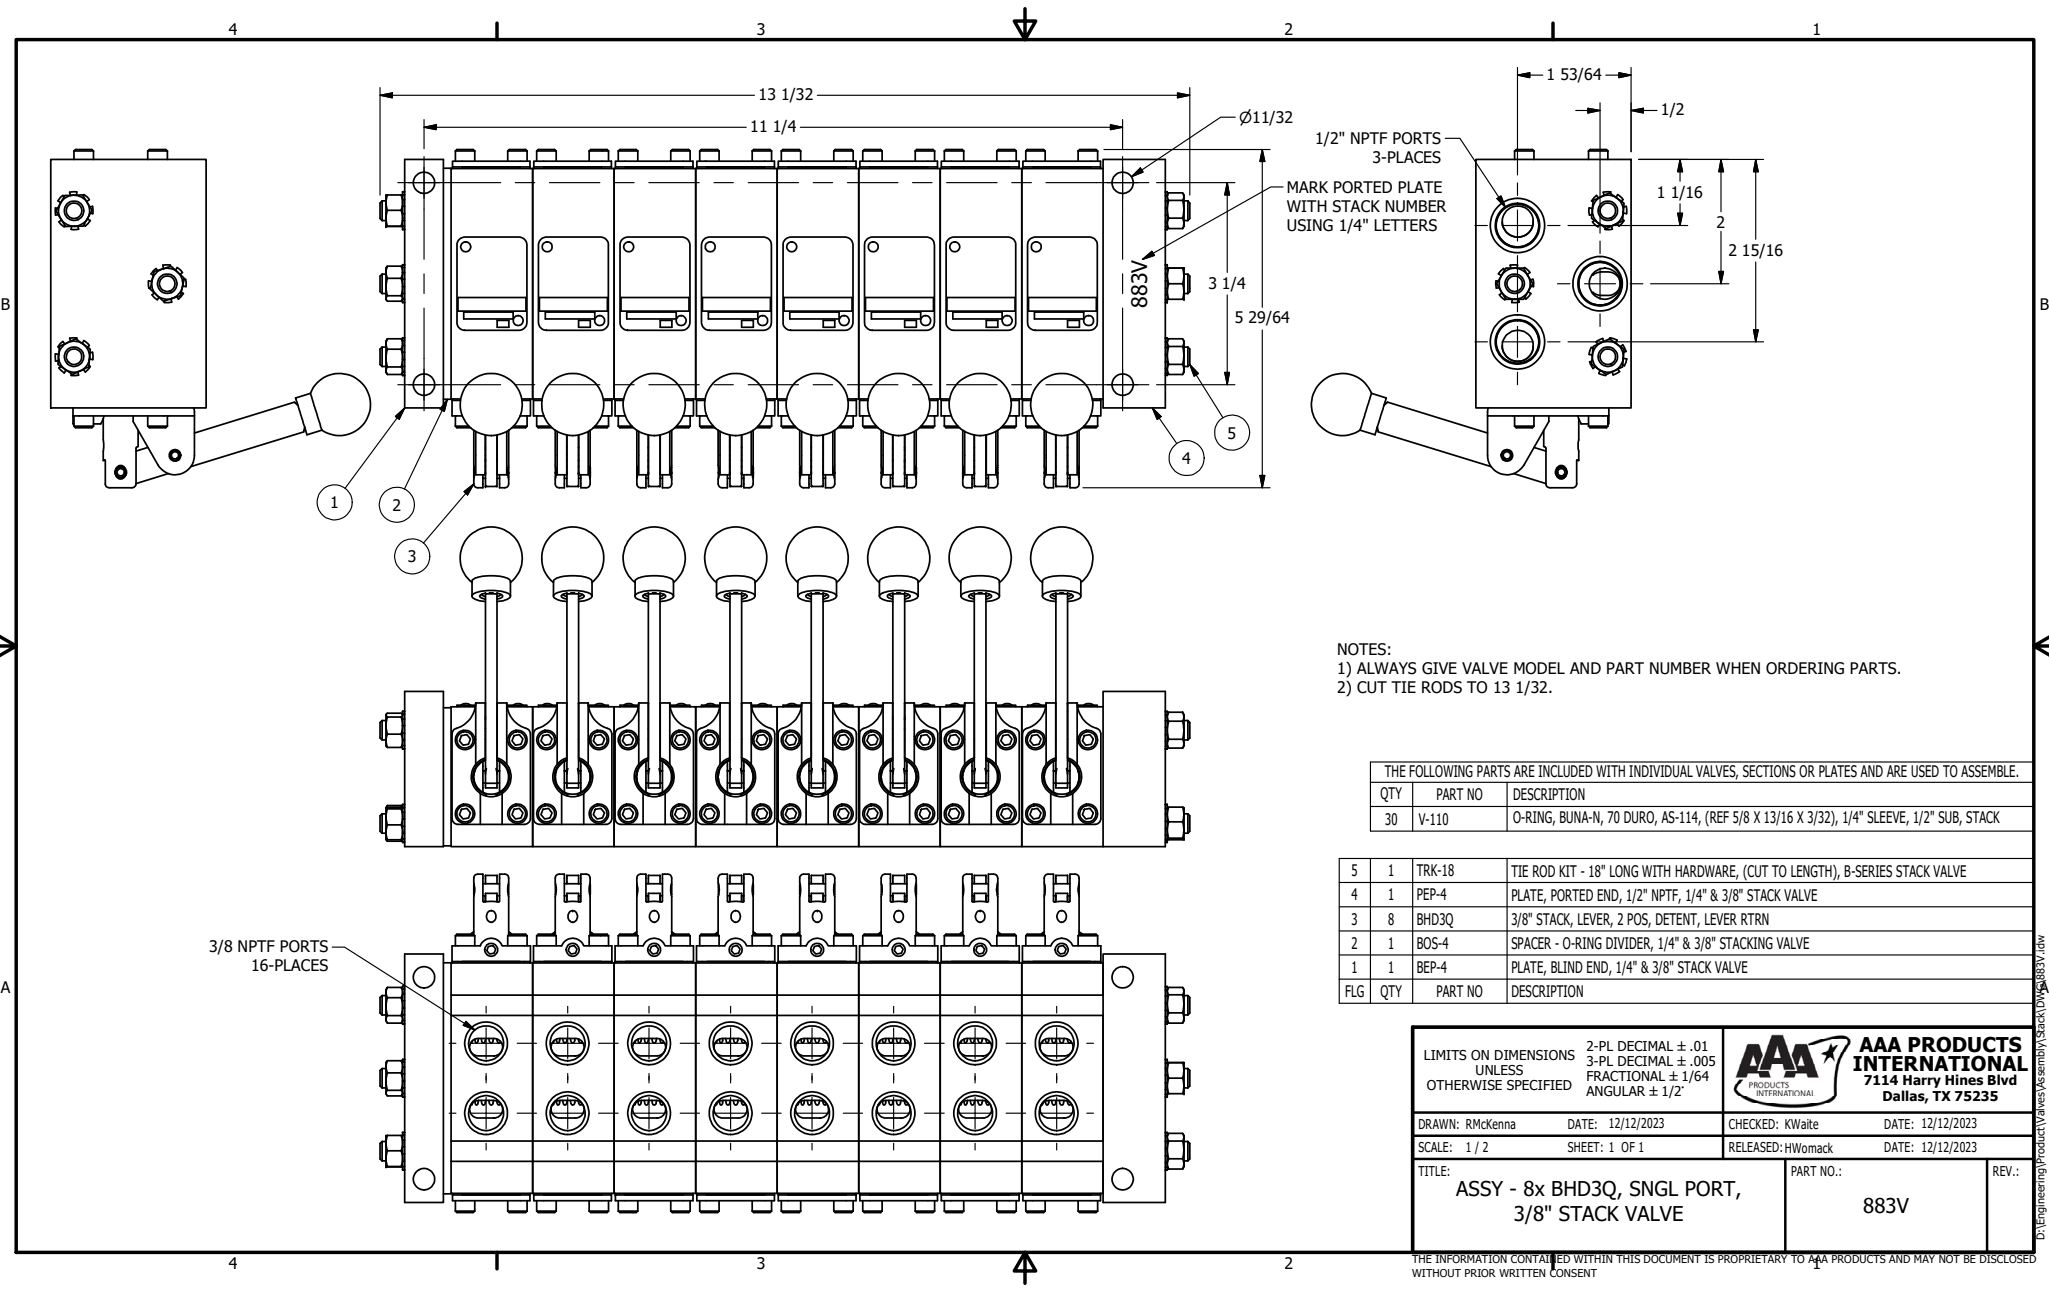 4
3
2
1
13 1/32
11 1/4
Ø11/32
MARK PORTED PLATE
WITH STACK NUMBER
USING 1/4" LETTERS
883V
3 1/4
5 29/64
1
2
3
4
5
1/2" NPTF PORTS
3-PLACES
1 53/64
1/2
1 1/16
2
2 15/16
B
B
NOTES:
1) ALWAYS GIVE VALVE MODEL AND PART NUMBER WHEN ORDERING PARTS.
2) CUT TIE RODS TO 13 1/32.
THE FOLLOWING PARTS ARE INCLUDED WITH INDIVIDUAL VALVES, SECTIONS OR PLATES AND ARE USED TO ASSEMBLE.
QTY PART NO DESCRIPTION
30 V-110 O-RING, BUNA-N, 70 DURO, AS-114, (REF 5/8 X 13/16 X 3/32), 1/4" SLEEVE, 1/2" SUB, STACK
5 1 TRK-18 TIE ROD KIT - 18" LONG WITH HARDWARE, (CUT TO LENGTH), B-SERIES STACK VALVE
4 1 PEP-4 PLATE, PORTED END, 1/2" NPTF, 1/4" & 3/8" STACK VALVE
3 8 BHD3Q 3/8" STACK, LEVER, 2 POS, DETENT, LEVER RTRN
2 1 BOS-4 SPACER - O-RING DIVIDER, 1/4" & 3/8" STACKING VALVE
1 1 BEP-4 PLATE, BLIND END, 1/4" & 3/8" STACK VALVE
FLG QTY PART NO DESCRIPTION
3/8 NPTF PORTS
16-PLACES
A
A
LIMITS ON DIMENSIONS
UNLESS
OTHERWISE SPECIFIED
2-PL DECIMAL ± .01
3-PL DECIMAL ± .005
FRACTIONAL ± 1/64
ANGULAR ± 1/2°
AAA
PRODUCTS
INTERNATIONAL
AAA PRODUCTS
INTERNATIONAL
7114 Harry Hines Blvd
Dallas, TX 75235
DRAWN: RMcKenna DATE: 12/12/2023 CHECKED: KWaite DATE: 12/12/2023
SCALE: 1 / 2 SHEET: 1 OF 1 RELEASED: HWomack DATE: 12/12/2023
TITLE:
ASSY - 8x BHD3Q, SNGL PORT,
3/8" STACK VALVE
PART NO.:
883V
REV.:
D:\Engineering\Product\Valves\Assembly\Stack\DWG\883V.idw
4
3
2
1
THE INFORMATION CONTAINED WITHIN THIS DOCUMENT IS PROPRIETARY TO AAA PRODUCTS AND MAY NOT BE DISCLOSED
WITHOUT PRIOR WRITTEN CONSENT